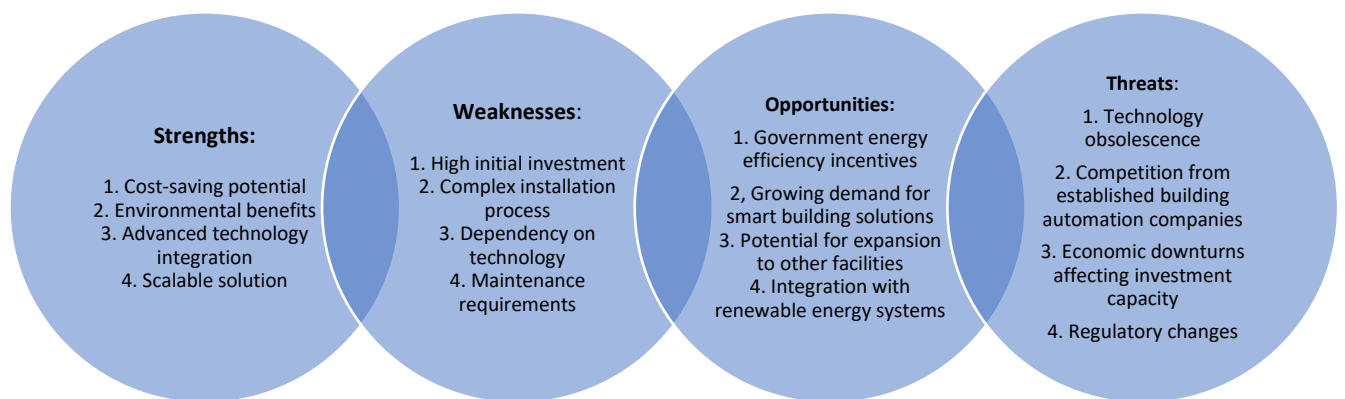 Strengths:
1. Cost-saving potential
2. Environmental benefits
3. Advanced technology
integration
4. Scalable solution
Weaknesses:
1. High initial investment
2. Complex installation
process
3. Dependency on
technology
4. Maintenance
requirements
Opportunities:
1. Government energy
efficiency incentives
2, Growing demand for
smart building solutions
3. Potential for expansion
to other facilities
4. Integration with
renewable energy systems
Threats:
1. Technology
obsolescence
2. Competition from
established building
automation companies
3. Economic downturns
affecting investment
capacity
4. Regulatory changes